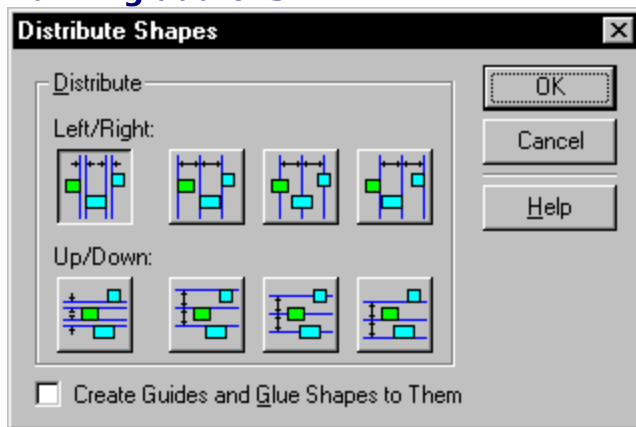 Distribute Shapes
Distribute
OK
Left/Right:
Cancel
Help
Up/Down:
Create Guides and Glue Shapes to Them